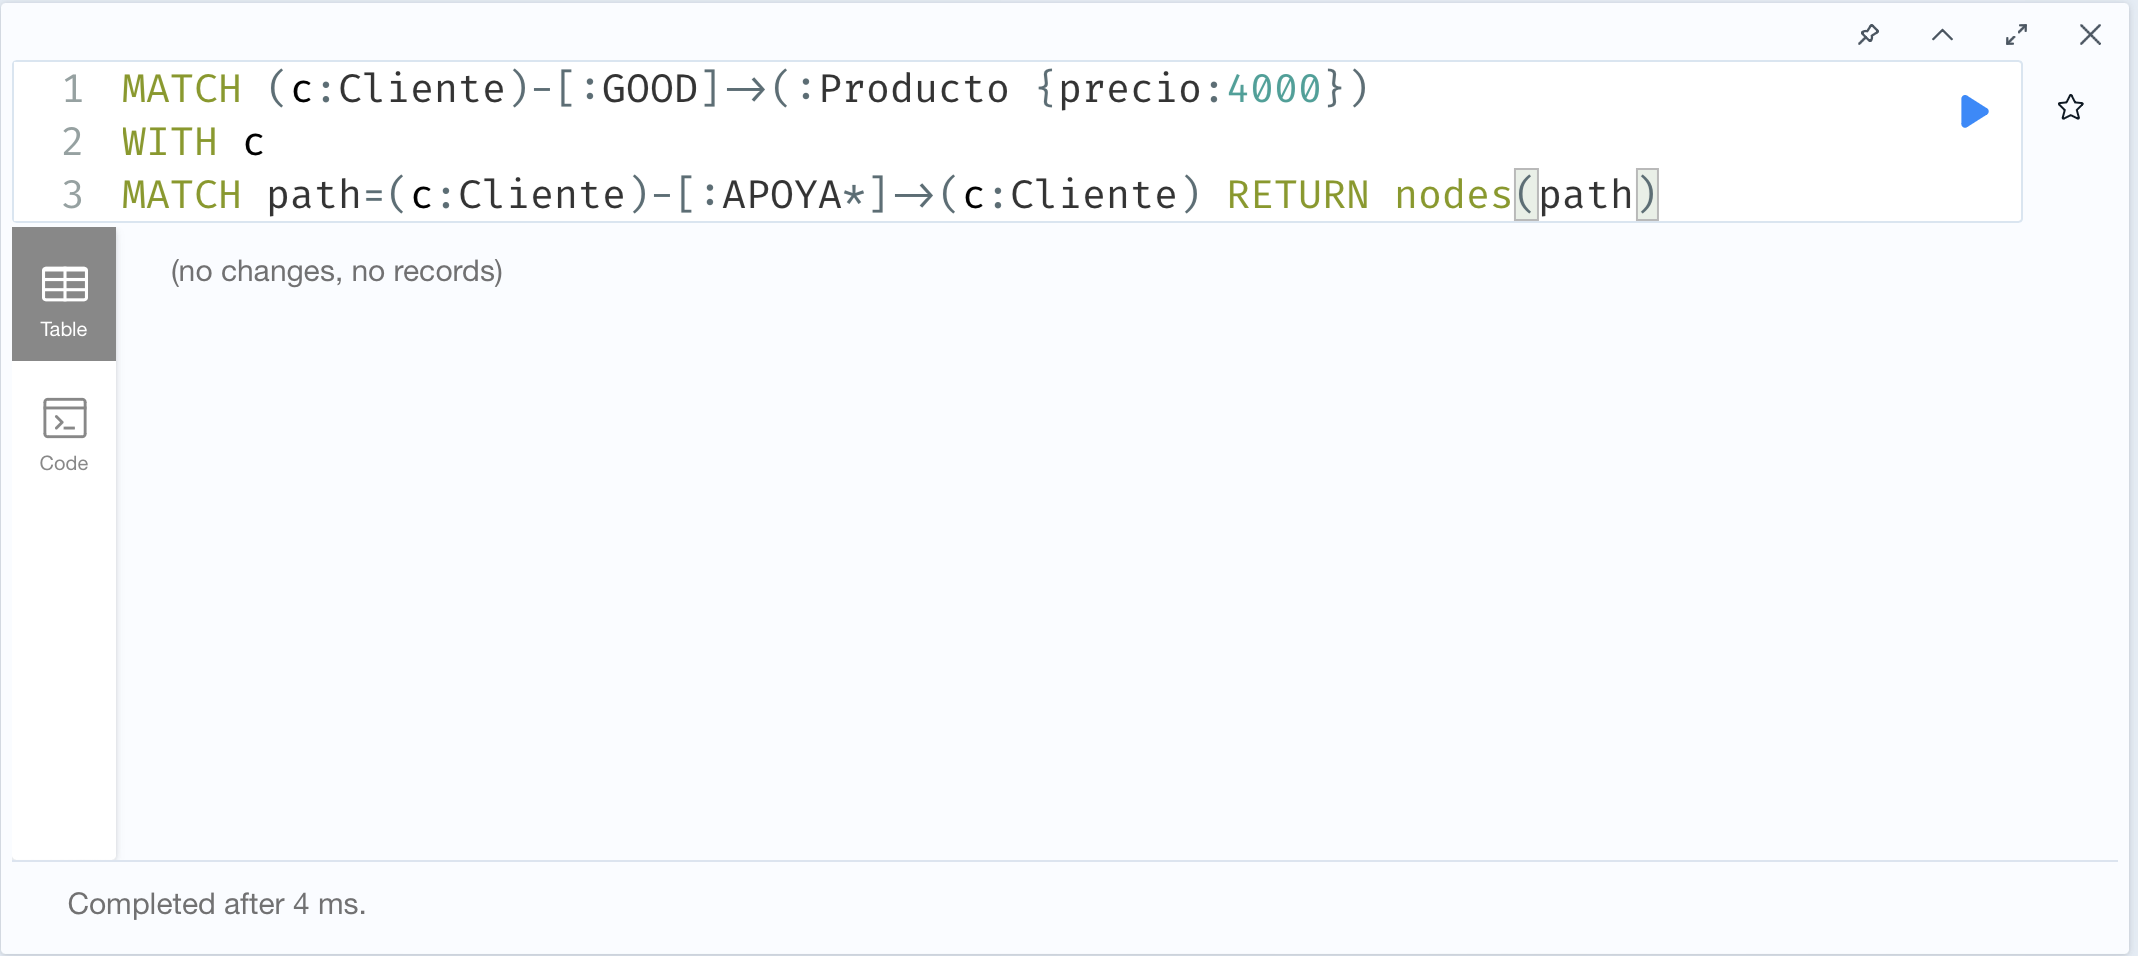 1 MATCH (c:Cliente)-[:GOOD]->(:Producto {precio:4000})
2 WITH c
3 MATCH path=(c:Cliente)-[:APOYA*]->(c:Cliente) RETURN nodes(path)
(no changes, no records)
Table
Code
Completed after 4 ms.